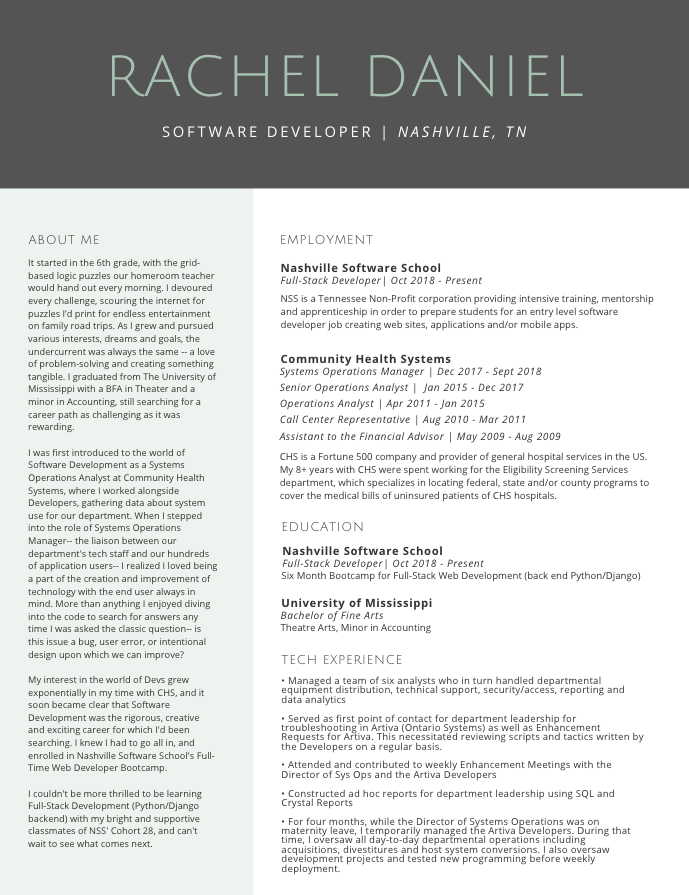 RACHEL DANIEL
SOFTWARE DEVELOPER | NASHVILLE, TN
ABOUT ME
It started in the 6th grade, with the grid-
based logic puzzles our homeroom teacher
would hand out every morning. I devoured
every challenge, scouring the internet for
puzzles I'd print for endless entertainment
on family road trips. As I grew and pursued
various interests, dreams and goals, the
undercurrent was always the same -- a love
of problem-solving and creating something
tangible. I graduated from The University of
Mississippi with a BFA in Theater and a
minor in Accounting, still searching for a
career path as challenging as it was
rewarding.
I was first introduced to the world of
Software Development as a Systems
Operations Analyst at Community Health
Systems, where I worked alongside
Developers, gathering data about system
use for our department. When I stepped
into the role of Systems Operations
Manager-- the liaison between our
department's tech staff and our hundreds
of application users-- I realized I loved being
a part of the creation and improvement of
technology with the end user always in
mind. More than anything I enjoyed diving
into the code to search for answers any
time I was asked the classic question-- is
this issue a bug, user error, or intentional
design upon which we can improve?
My interest in the world of Devs grew
exponentially in my time with CHS, and it
soon became clear that Software
Development was the rigorous, creative
and exciting career for which I'd been
searching. I knew I had to go all in, and
enrolled in Nashville Software School's Full-
Time Web Developer Bootcamp.
I couldn't be more thrilled to be learning
Full-Stack Development (Python/Django
backend) with my bright and supportive
classmates of NSS' Cohort 28, and can't
wait to see what comes next.
EMPLOYMENT
Nashville Software School
Full-Stack Developer| Oct 2018 - Present
NSS is a Tennessee Non-Profit corporation providing intensive training, mentorship
and apprenticeship in order to prepare students for an entry level software
developer job creating web sites, applications and/or mobile apps.
Community Health Systems
Systems Operations Manager | Dec 2017 - Sept 2018
Senior Operations Analyst | Jan 2015 - Dec 2017
Operations Analyst | Apr 2011 - Jan 2015
Call Center Representative | Aug 2010 - Mar 2011
Assistant to the Financial Advisor | May 2009 - Aug 2009
CHS is a Fortune 500 company and provider of general hospital services in the US.
My 8+ years with CHS were spent working for the Eligibility Screening Services
department, which specializes in locating federal, state and/or county programs to
cover the medical bills of uninsured patients of CHS hospitals.
EDUCATION
Nashville Software School
Full-Stack Developer| Oct 2018 - Present
Six Month Bootcamp for Full-Stack Web Development (back end Python/Django)
University of Mississippi
Bachelor of Fine Arts
Theatre Arts, Minor in Accounting
TECH EXPERIENCE
• Managed a team of six analysts who in turn handled departmental
equipment distribution, technical support, security/access, reporting and
data analytics
• Served as first point of contact for department leadership for
troubleshooting in Artiva (Ontario Systems) as well as Enhancement
Requests for Artiva. This necessitated reviewing scripts and tactics written by
the Developers on a regular basis.
• Attended and contributed to weekly Enhancement Meetings with the
Director of Sys Ops and the Artiva Developers
• Constructed ad hoc reports for department leadership using SQL and
Crystal Reports
• For four months, while the Director of Systems Operations was on
maternity leave, I temporarily managed the Artiva Developers. During that
time, I oversaw all day-to-day departmental operations including
acquisitions, divestitures and host system conversions. I also oversaw
development projects and tested new programming before weekly
deployment.